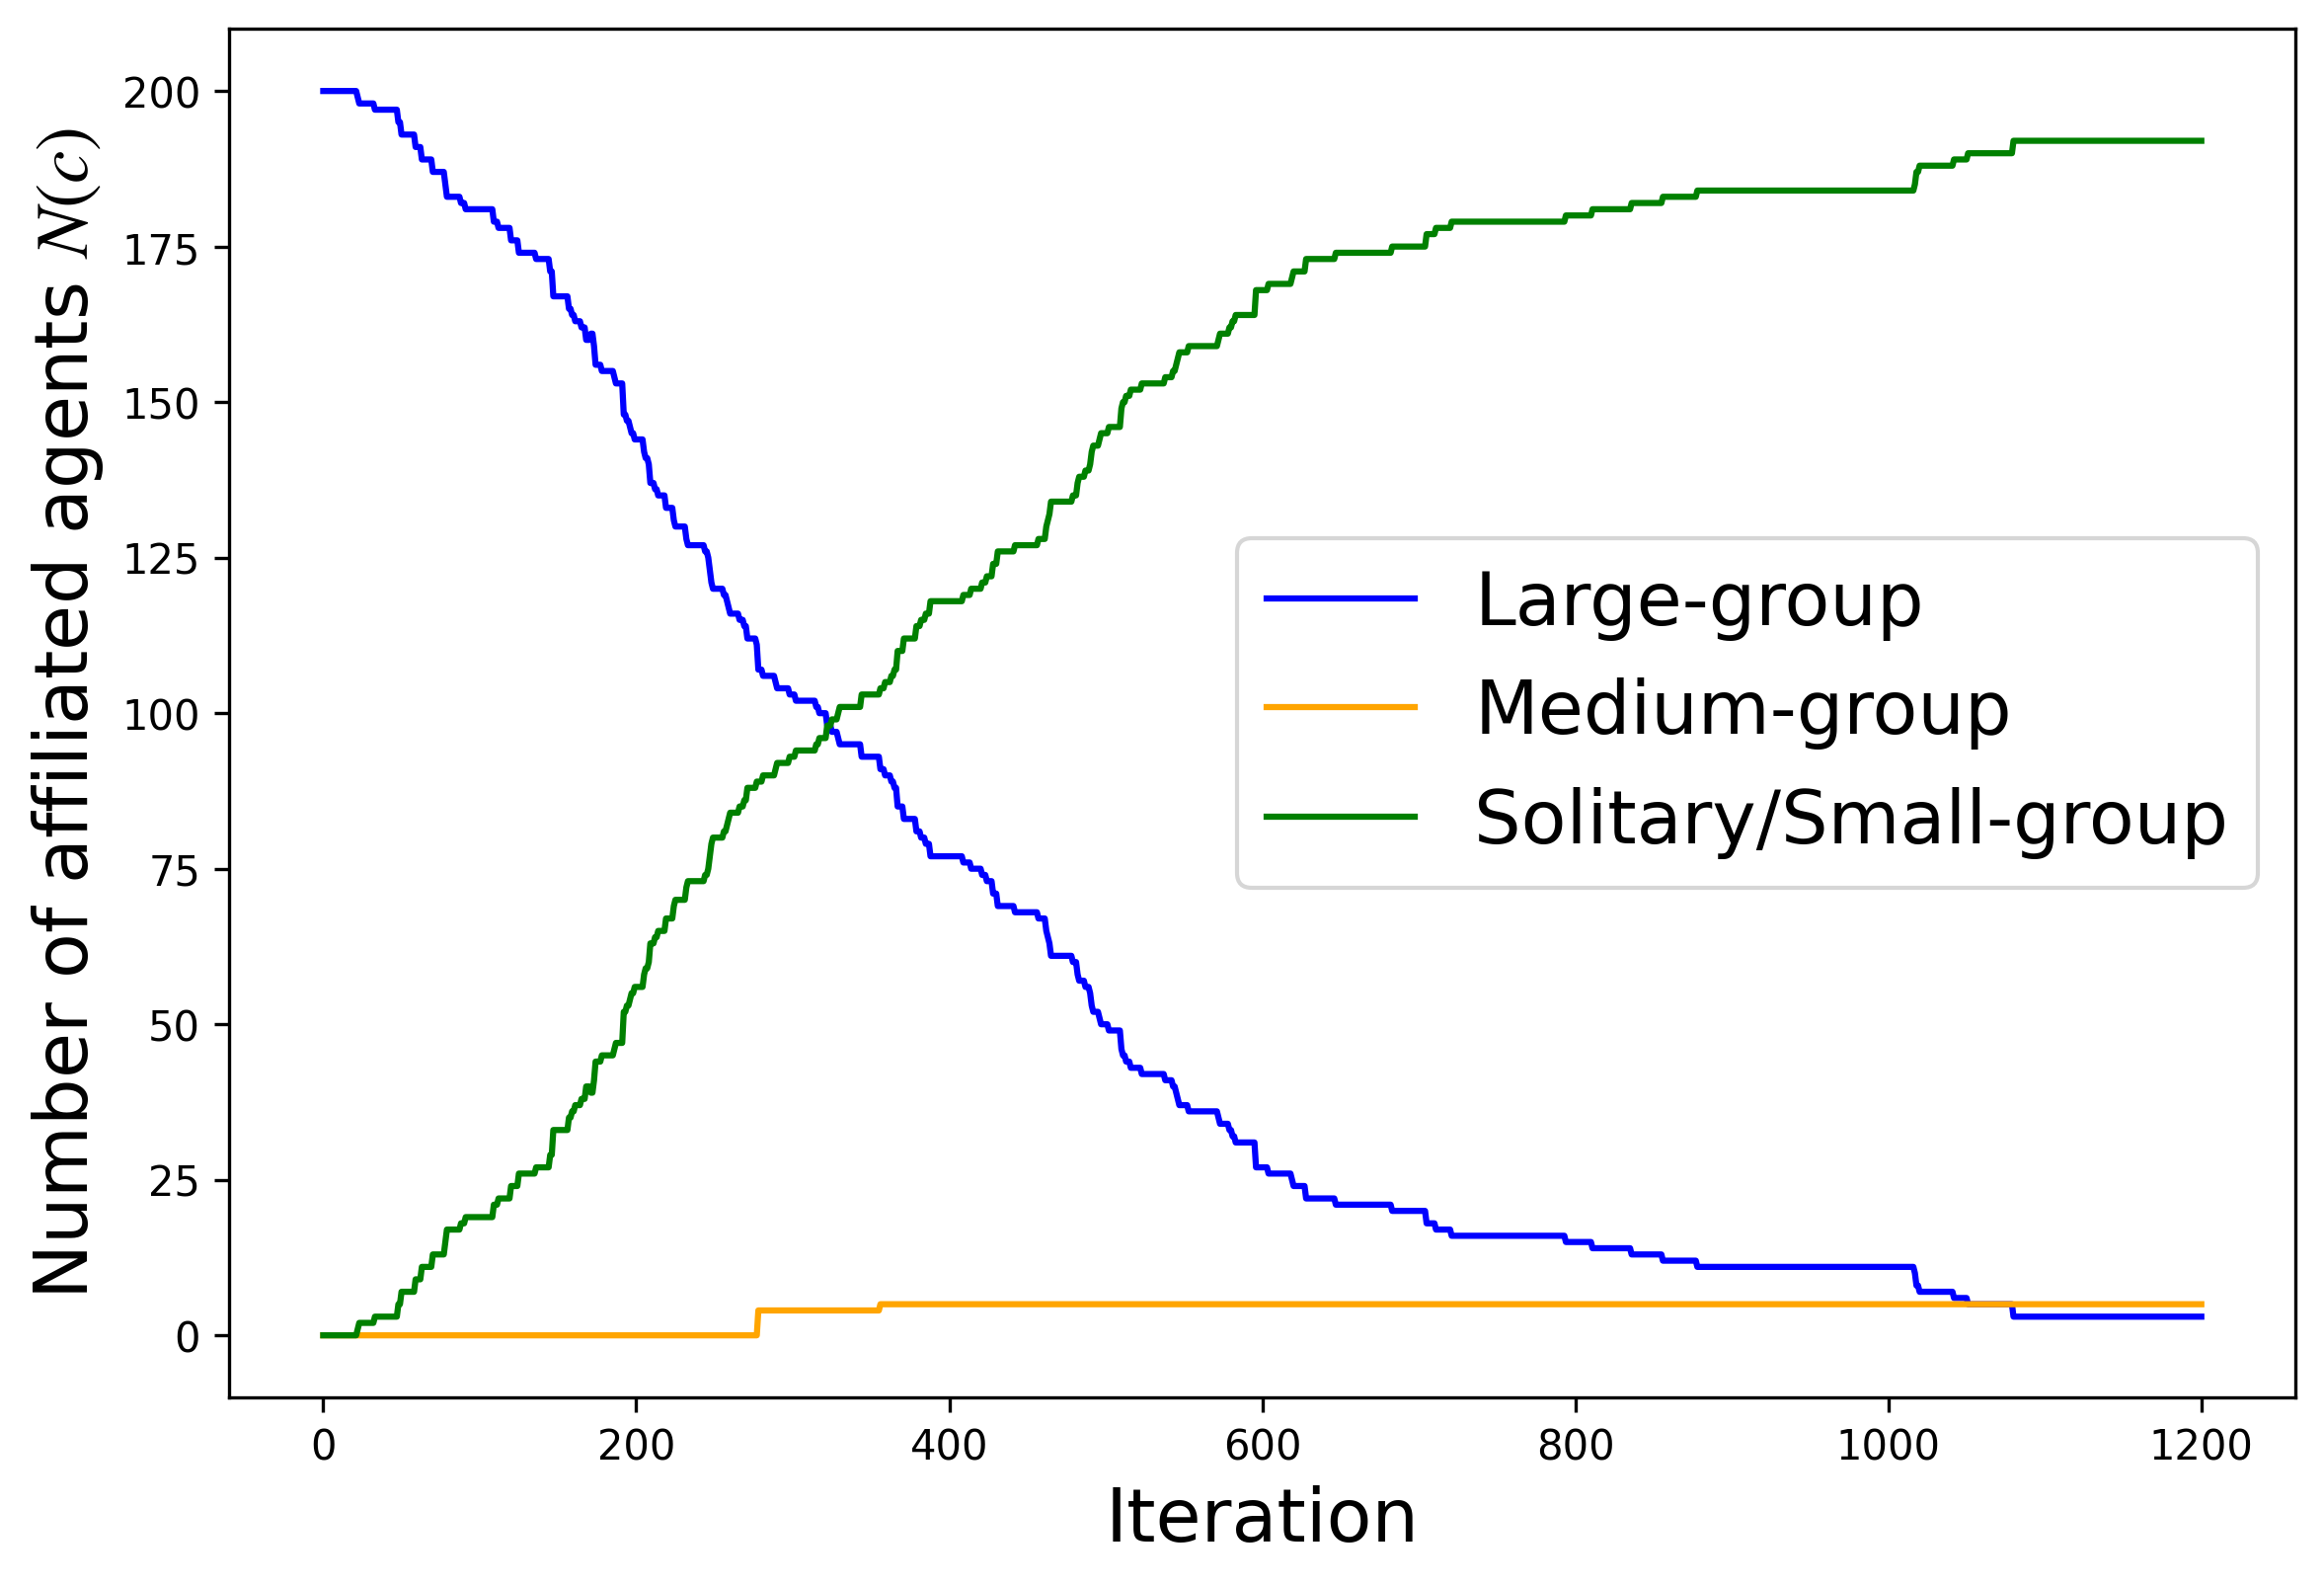 Number of affiliated agents N(c)
200
175
150
125
100
75
50
25
0
Large-group
Medium-group
Solitary/Small-group
0 200 400 600 800 1000 1200
Iteration